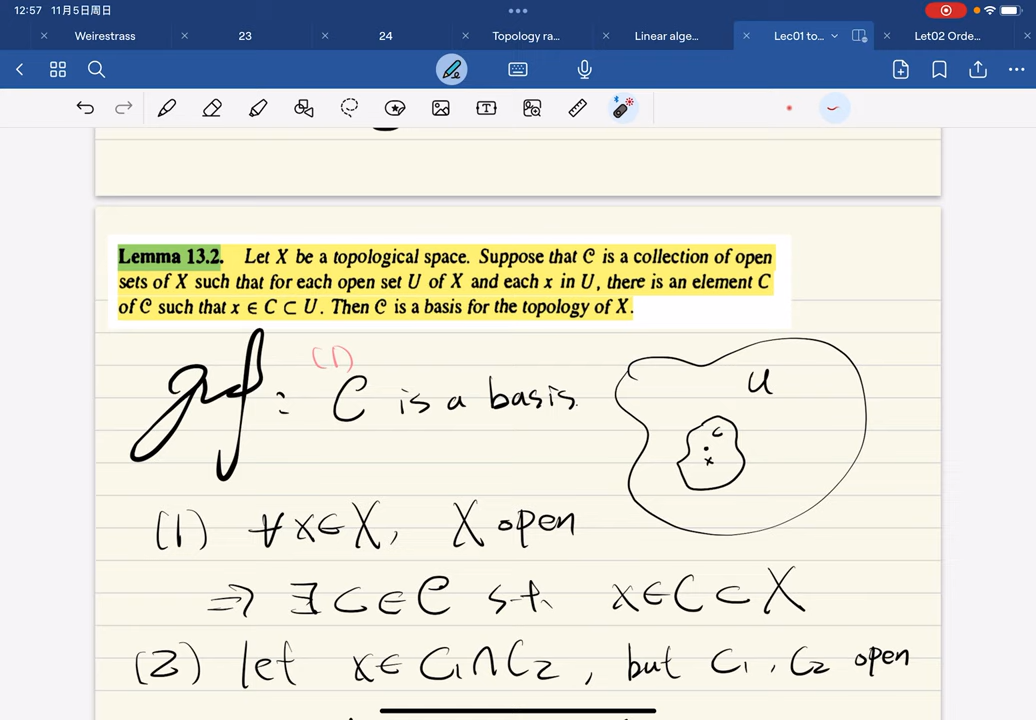 12:57 11月5日周日
Weirestrass 23 24 Topology ra... Linear alge... Lec01 to... Let02 Orde...
Lemma 13.2. Let X be a topological space. Suppose that C is a collection of open
sets of X such that for each open set U of X and each x in U, there is an element C
of C such that x ∈ C ⊂ U. Then C is a basis for the topology of X.
(1)
prf: C is a basis.
U
C
x
(1) ∀x∈X, X open
⇒ ∃C∈C s.t. x∈C⊂X
(2) let x∈C₁∩C₂, but C₁, C₂ open